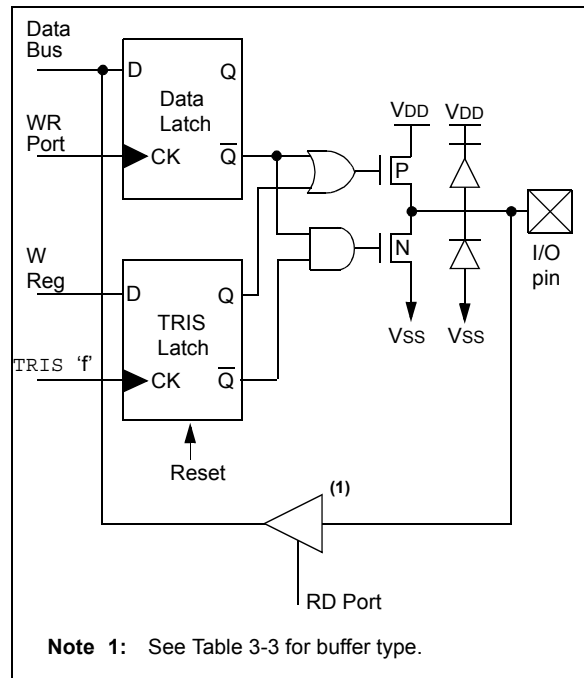 Data
Bus
D
Q
Data
Latch
WR
Port
CK
Q
VDD
VDD
P
N
I/O
pin
W
Reg
D
Q
TRIS
Latch
VSS
VSS
TRIS 'f'
CK
Q
Reset
(1)
RD Port
Note 1: See Table 3-3 for buffer type.